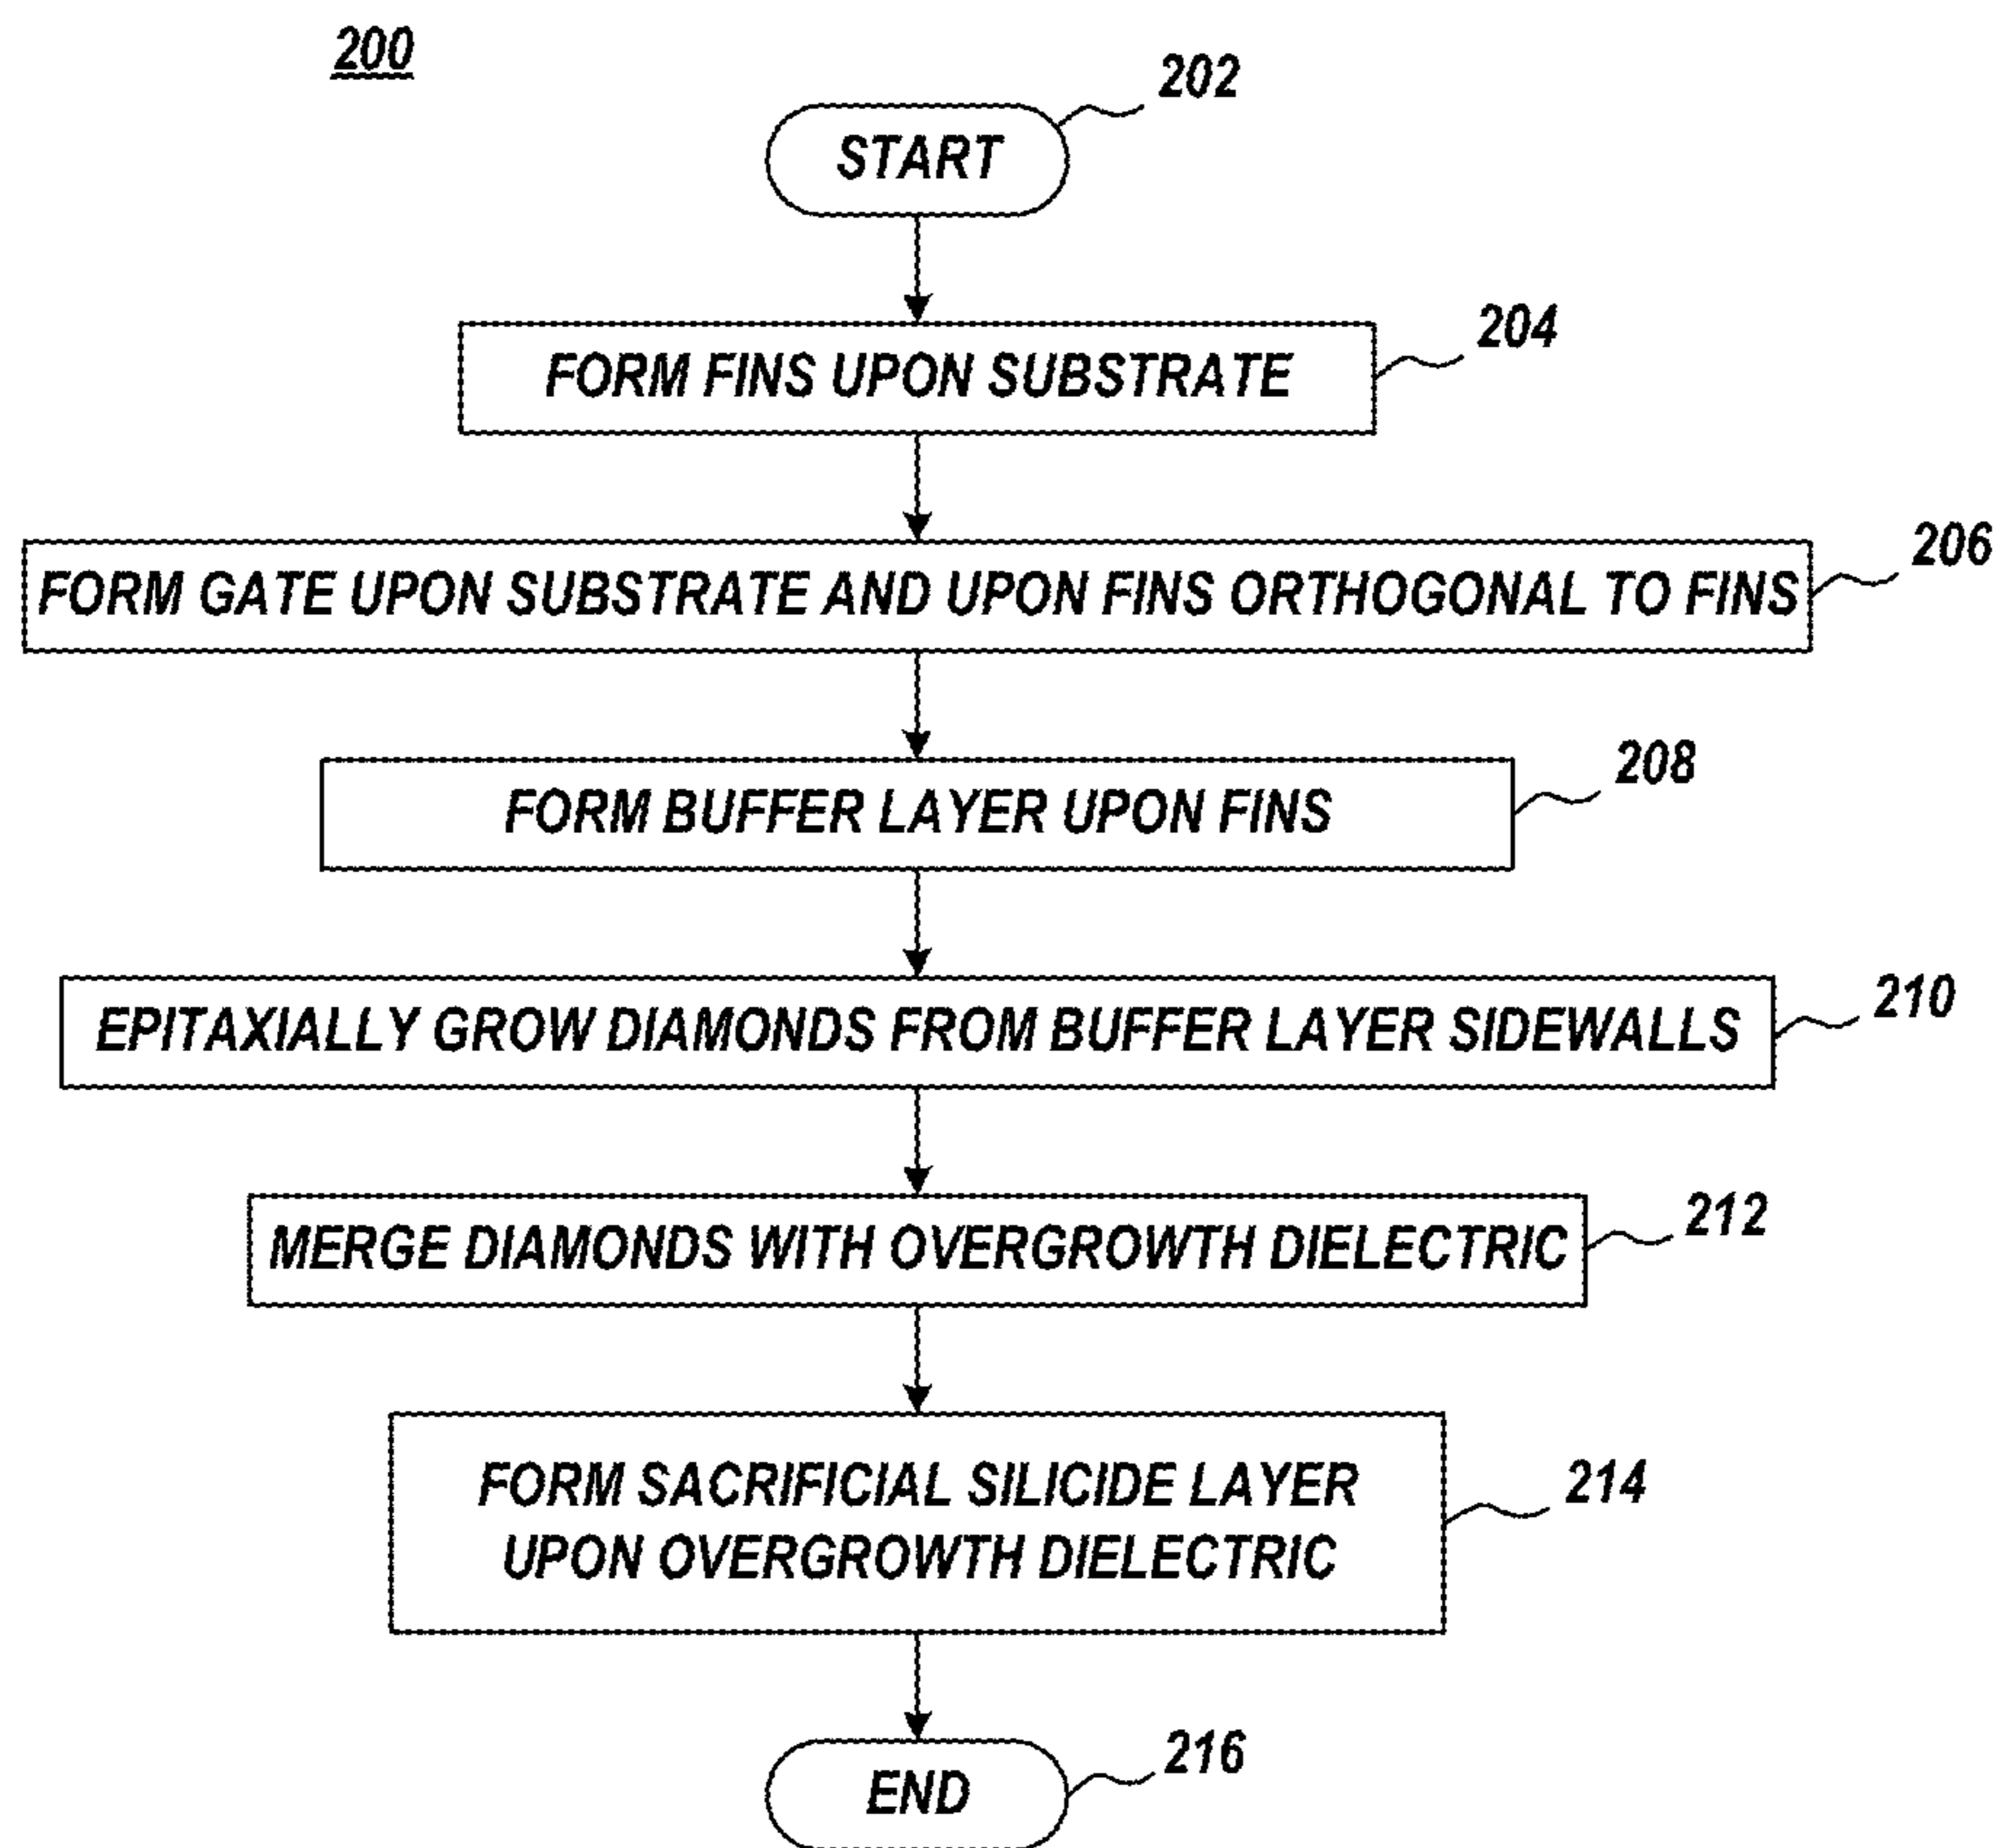 200
202
START
204
FORM FINS UPON SUBSTRATE
206
FORM GATE UPON SUBSTRATE AND UPON FINS ORTHOGONAL TO FINS
208
FORM BUFFER LAYER UPON FINS
210
EPITAXIALLY GROW DIAMONDS FROM BUFFER LAYER SIDEWALLS
212
MERGE DIAMONDS WITH OVERGROWTH DIELECTRIC
214
FORM SACRIFICIAL SILICIDE LAYER
UPON OVERGROWTH DIELECTRIC
216
END